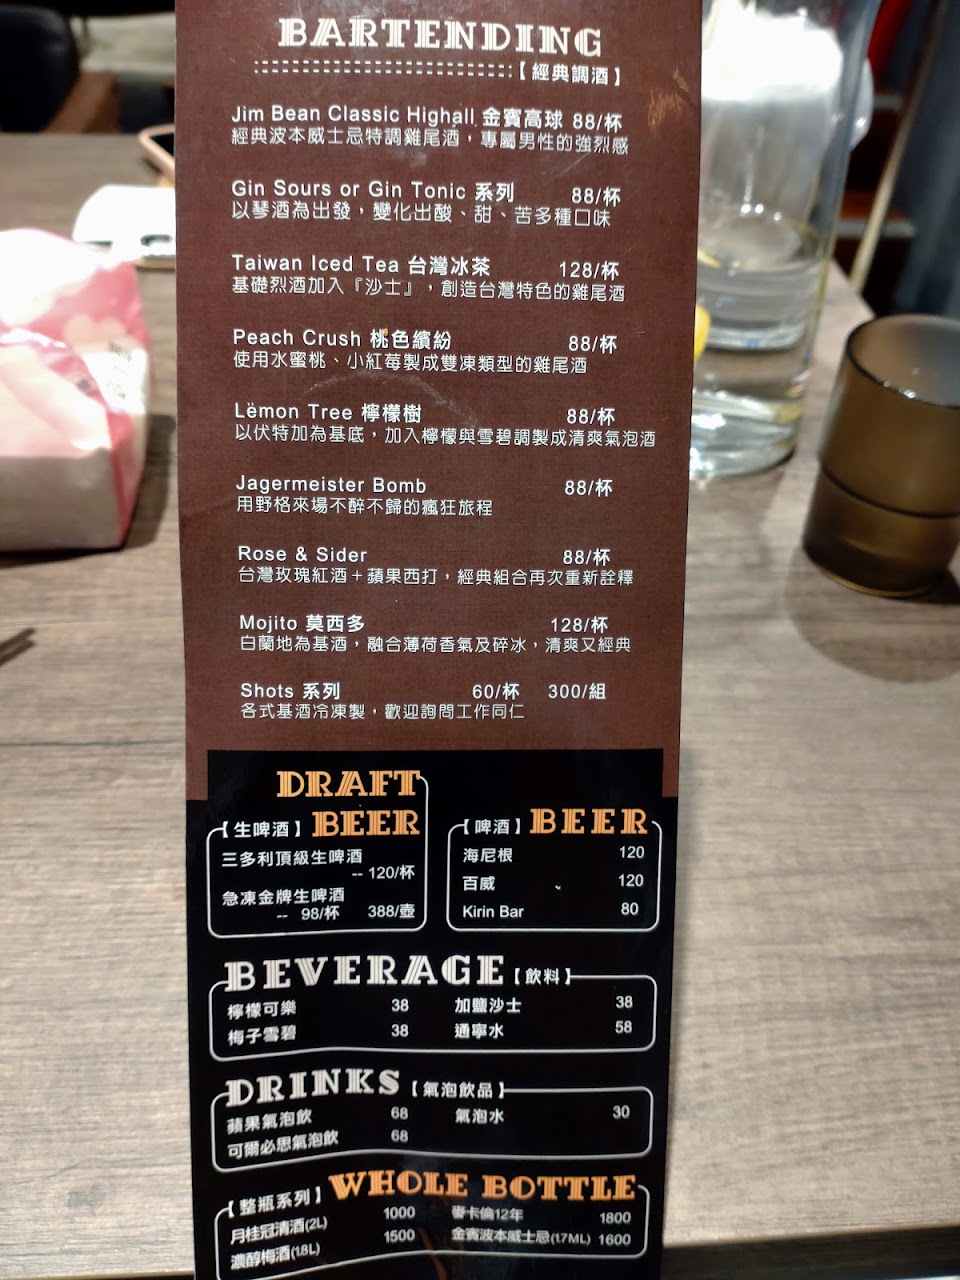 BARTENDING
【經典調酒】
Jim Bean Classic Highall 金賓高球 88/杯
經典波本威士忌特調雞尾酒，專屬男性的強烈感
Gin Sours or Gin Tonic 系列 88/杯
以琴酒為出發，變化出酸、甜、苦多種口味
Taiwan Iced Tea 台灣冰茶 128/杯
基礎烈酒加入『沙士』，創造台灣特色的雞尾酒
Peach Crush 桃色繽紛 88/杯
使用水蜜桃、小紅莓製成雙凍類型的雞尾酒
Lemon Tree 檸檬樹 88/杯
以伏特加為基底，加入檸檬與雪碧調製成清爽氣泡酒
Jagermeister Bomb 88/杯
用野格來場不醉不歸的瘋狂旅程
Rose & Sider 88/杯
台灣玫瑰紅酒＋蘋果西打，經典組合再次重新詮釋
Mojito 莫西多 128/杯
白蘭地為基酒，融合薄荷香氣及碎冰，清爽又經典
Shots 系列 60/杯 300/組
各式基酒冷凍製，歡迎詢問工作同仁
DRAFT
【生啤酒】BEER
三多利頂級生啤酒
-- 120/杯
急凍金牌生啤酒
-- 98/杯 388/壺
【啤酒】BEER
海尼根 120
百威 120
Kirin Bar 80
BEVERAGE【飲料】
檸檬可樂 38 加鹽沙士 38
梅子雪碧 38 通寧水 58
DRINKS【氣泡飲品】
蘋果氣泡飲 68 氣泡水 30
可爾必思氣泡飲 68
【整瓶系列】WHOLE BOTTLE
月桂冠清酒(2L) 1000 麥卡倫12年 1800
濃醇梅酒(1.8L) 1500 金賓波本威士忌(1.7ML) 1600